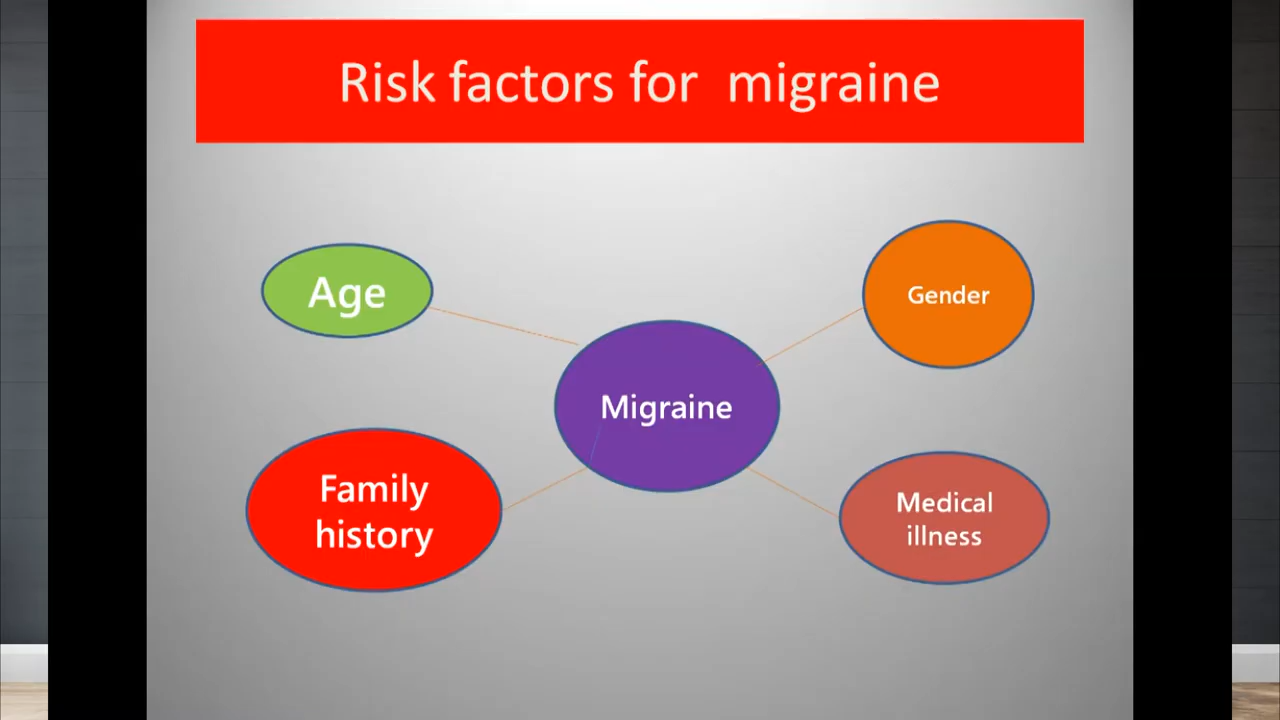 Risk factors for  migraine
Age
Gender
Migraine
Family
history
Medical
illness